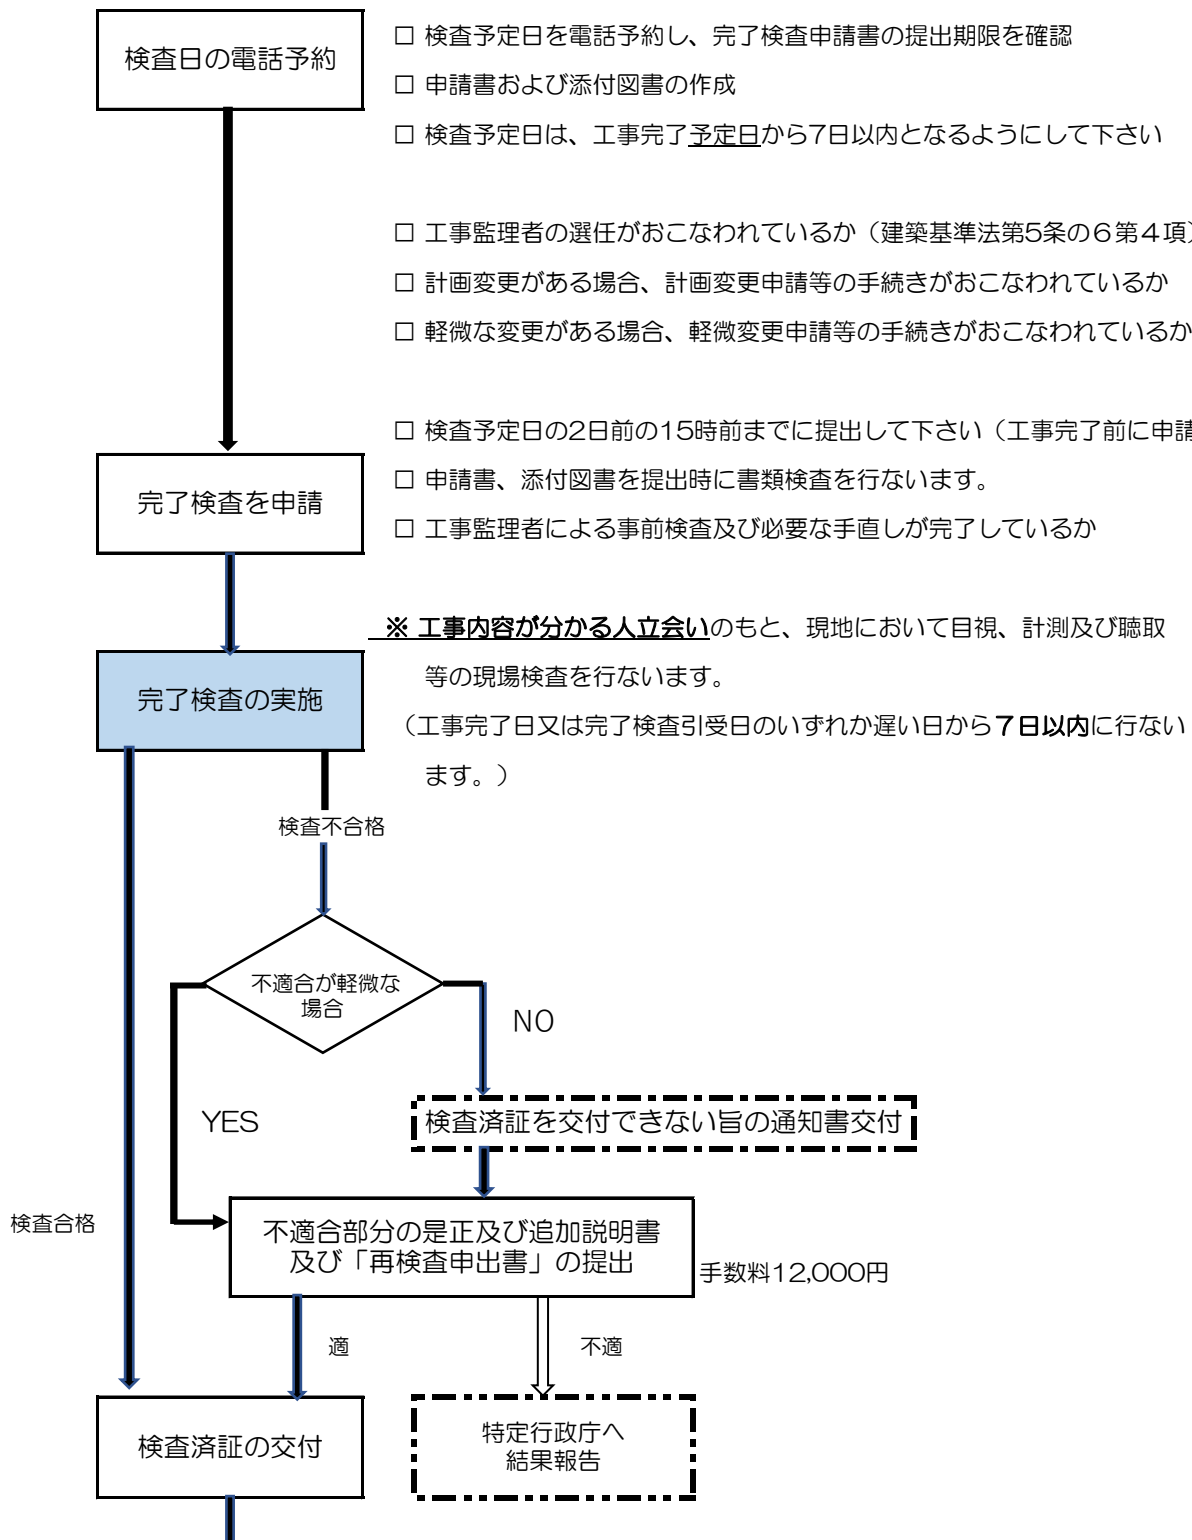 検査日の電話予約
□ 検査予定日を電話予約し、完了検査申請書の提出期限を確認
□ 申請書および添付図書の作成
□ 検査予定日は、工事完了予定日から7日以内となるようにして下さい
□ 工事監理者の選任がおこなわれているか（建築基準法第5条の６第４項）
□ 計画変更がある場合、計画変更申請等の手続きがおこなわれているか
□ 軽微な変更がある場合、軽微変更申請等の手続きがおこなわれているか
□ 検査予定日の2日前の15時前までに提出して下さい（工事完了前に申請
完了検査を申請
□ 申請書、添付図書を提出時に書類検査を行ないます。
□ 工事監理者による事前検査及び必要な手直しが完了しているか
※ 工事内容が分かる人立会いのもと、現地において目視、計測及び聴取
等の現場検査を行ないます。
完了検査の実施
（工事完了日又は完了検査引受日のいずれか遅い日から７日以内に行ない
ます。）
検査不合格
不適合が軽微な
場合
NO
YES
検査済証を交付できない旨の通知書交付
検査合格
不適合部分の是正及び追加説明書
及び「再検査申出書」の提出
手数料12,000円
適
不適
検査済証の交付
特定行政庁へ
結果報告